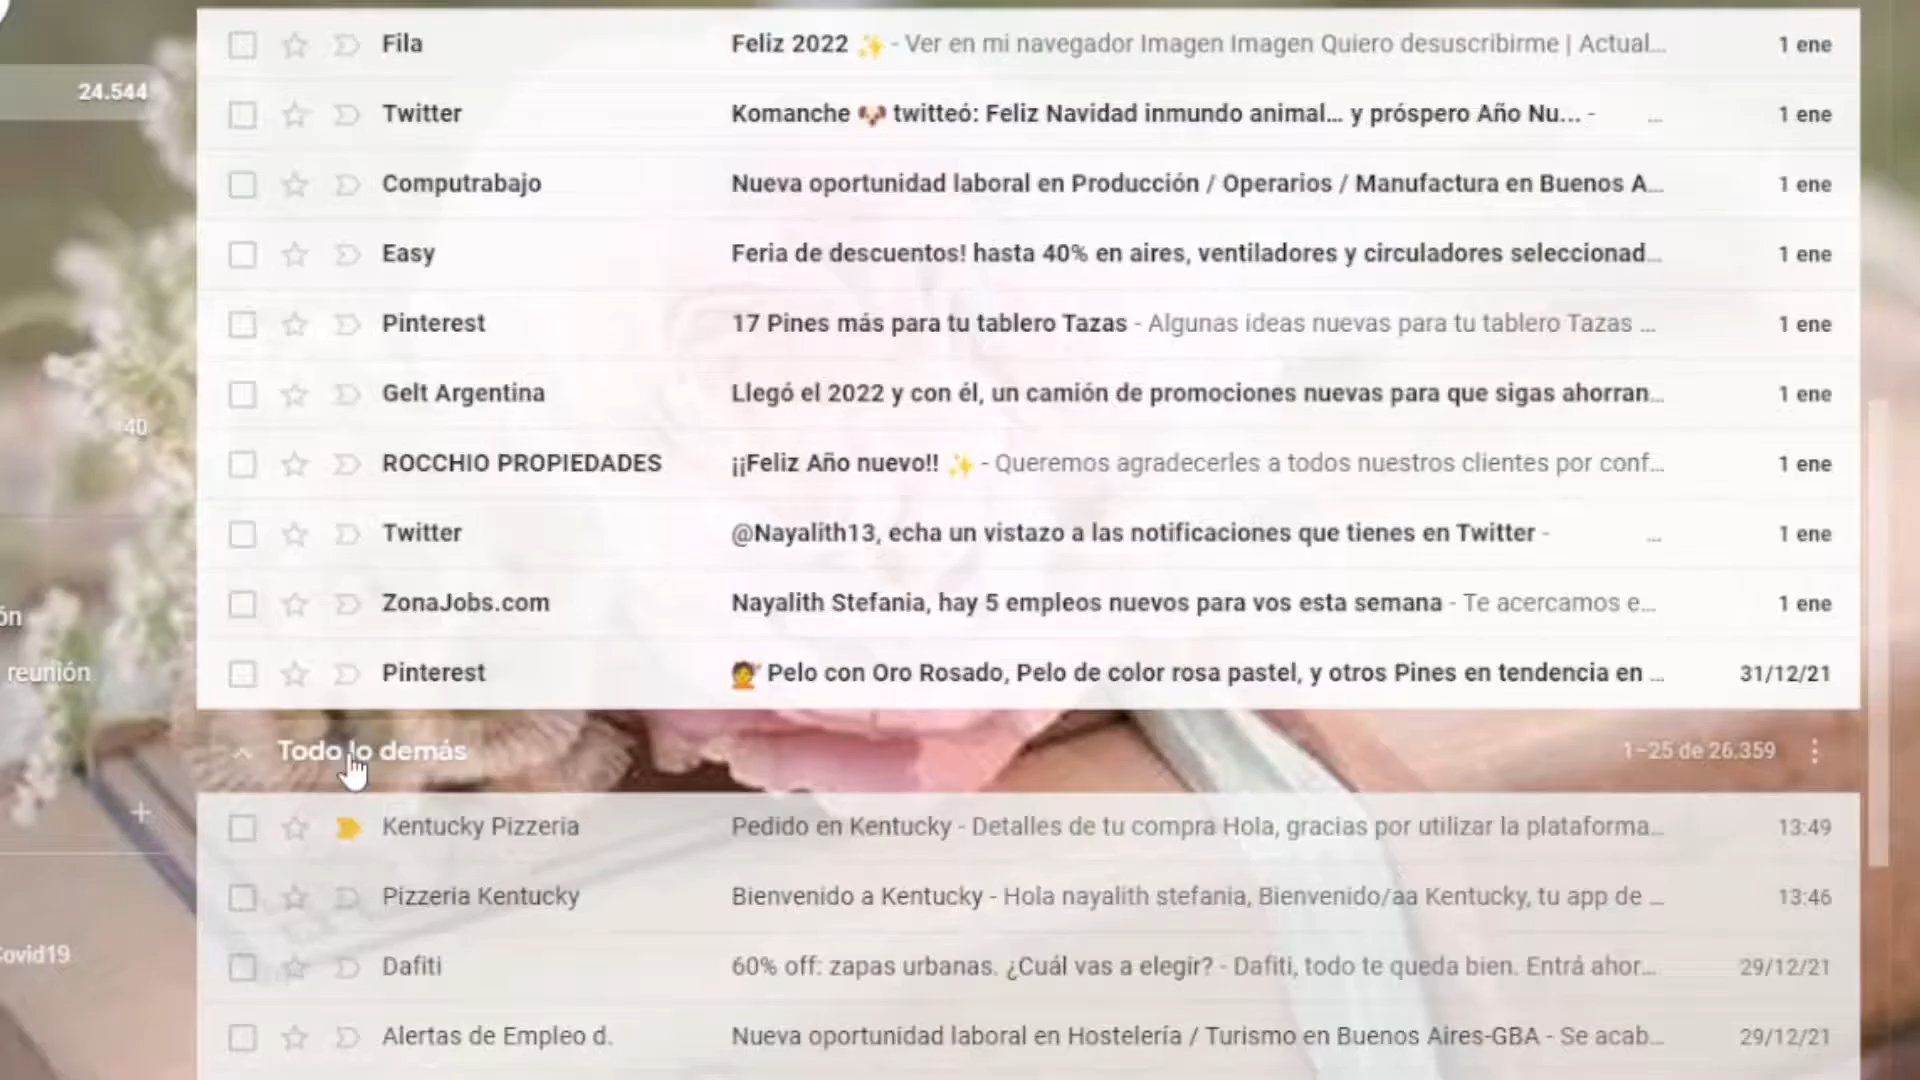 24.544
40
ón
reunión
Covid19
Fila Feliz 2022 ✨ - Ver en mi navegador Imagen Imagen Quiero desuscribirme | Actual... 1 ene
Twitter Komanche 🐶 twitteó: Feliz Navidad inmundo animal... y próspero Año Nu... - ... 1 ene
Computrabajo Nueva oportunidad laboral en Producción / Operarios / Manufactura en Buenos A... 1 ene
Easy Feria de descuentos! hasta 40% en aires, ventiladores y circuladores seleccionad... 1 ene
Pinterest 17 Pines más para tu tablero Tazas - Algunas ideas nuevas para tu tablero Tazas ... 1 ene
Gelt Argentina Llegó el 2022 y con él, un camión de promociones nuevas para que sigas ahorran... 1 ene
ROCCHIO PROPIEDADES ¡¡Feliz Año nuevo!! ✨ - Queremos agradecerles a todos nuestros clientes por conf... 1 ene
Twitter @Nayalith13, echa un vistazo a las notificaciones que tienes en Twitter - ... 1 ene
ZonaJobs.com Nayalith Stefania, hay 5 empleos nuevos para vos esta semana - Te acercamos e... 1 ene
Pinterest 💇 Pelo con Oro Rosado, Pelo de color rosa pastel, y otros Pines en tendencia en ... 31/12/21
Todo lo demás 1–25 de 26.359
Kentucky Pizzeria Pedido en Kentucky - Detalles de tu compra Hola, gracias por utilizar la plataforma... 13:49
Pizzeria Kentucky Bienvenido a Kentucky - Hola nayalith stefania, Bienvenido/aa Kentucky, tu app de ... 13:46
Dafiti 60% off: zapas urbanas. ¿Cuál vas a elegir? - Dafiti, todo te queda bien. Entrá ahor... 29/12/21
Alertas de Empleo d. Nueva oportunidad laboral en Hostelería / Turismo en Buenos Aires-GBA - Se acab... 29/12/21